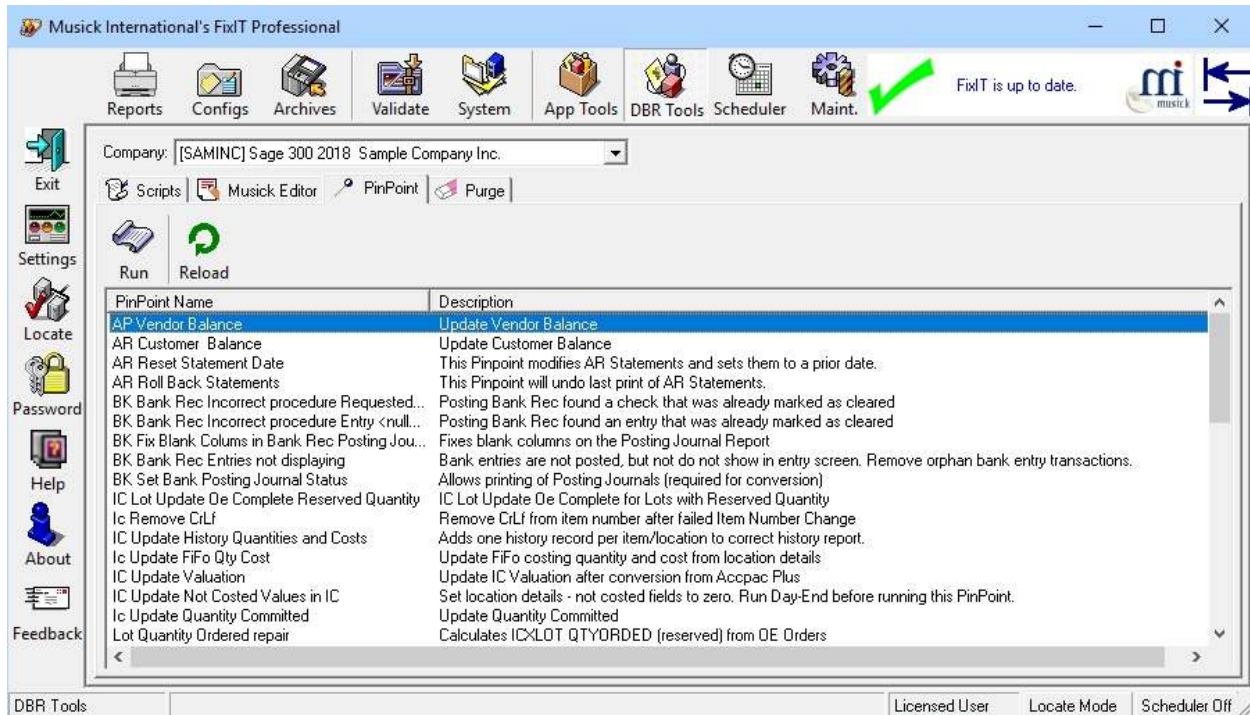 Musick International's FixIT Professional
Reports Configs Archives Validate System App Tools DBR Tools Scheduler Maint. FixIT is up to date. mi musick
Exit
Settings
Locate
Password
Help
About
Feedback
Company: [SAMINC] Sage 300 2018 Sample Company Inc.
Scripts Musick Editor PinPoint Purge
Run Reload
PinPoint Name Description
AP Vendor Balance Update Vendor Balance
AR Customer Balance Update Customer Balance
AR Reset Statement Date This Pinpoint modifies AR Statements and sets them to a prior date.
AR Roll Back Statements This Pinpoint will undo last print of AR Statements.
BK Bank Rec Incorrect procedure Requested... Posting Bank Rec found a check that was already marked as cleared
BK Bank Rec Incorrect procedure Entry <null... Posting Bank Rec found an entry that was already marked as cleared
BK Fix Blank Colums in Bank Rec Posting Jou... Fixes blank columns on the Posting Journal Report
BK Bank Rec Entries not displaying Bank entries are not posted, but not do not show in entry screen. Remove orphan bank entry transactions.
BK Set Bank Posting Journal Status Allows printing of Posting Journals (required for conversion)
IC Lot Update Oe Complete Reserved Quantity IC Lot Update Oe Complete for Lots with Reserved Quantity
Ic Remove CrLf Remove CrLf from item number after failed Item Number Change
IC Update History Quantities and Costs Adds one history record per item/location to correct history report.
Ic Update FiFo Qty Cost Update FiFo costing quantity and cost from location details
IC Update Valuation Update IC Valuation after conversion from Accpac Plus
IC Update Not Costed Values in IC Set location details - not costed fields to zero. Run Day-End before running this PinPoint.
Ic Update Quantity Committed Update Quantity Committed
Lot Quantity Ordered repair Calculates ICXLOT QTYORDED (reserved) from OE Orders
DBR Tools Licensed User Locate Mode Scheduler Off